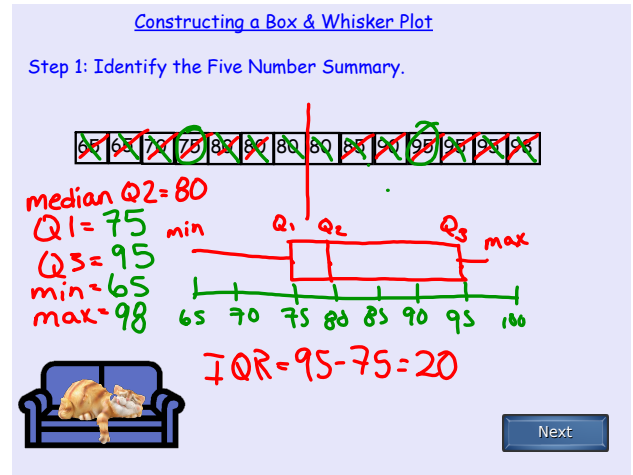 Constructing a Box & Whisker Plot
Step 1: Identify the Five Number Summary.
65 65 70 75 80 80 80 80 85 90 95 95 95 98
median Q2=80
Q1=75
Q3=95
min=65
max=98
min Q1 Q2 Q3 max
65 70 75 80 85 90 95 100
IQR=95-75=20
Next